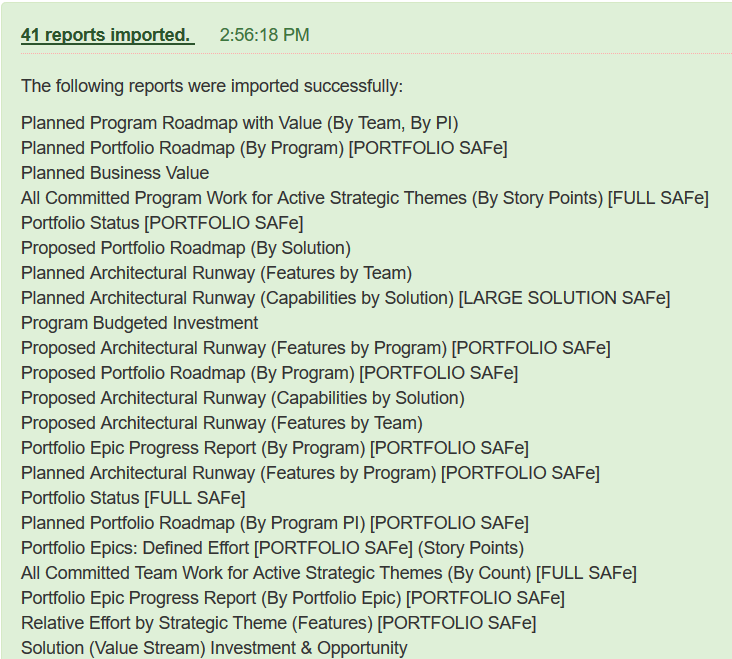 41 reports imported. 2:56:18 PM
The following reports were imported successfully:
Planned Program Roadmap with Value (By Team, By PI)
Planned Portfolio Roadmap (By Program) [PORTFOLIO SAFe]
Planned Business Value
All Committed Program Work for Active Strategic Themes (By Story Points) [FULL SAFe]
Portfolio Status [PORTFOLIO SAFe]
Proposed Portfolio Roadmap (By Solution)
Planned Architectural Runway (Features by Team)
Planned Architectural Runway (Capabilities by Solution) [LARGE SOLUTION SAFe]
Program Budgeted Investment
Proposed Architectural Runway (Features by Program) [PORTFOLIO SAFe]
Proposed Portfolio Roadmap (By Program) [PORTFOLIO SAFe]
Proposed Architectural Runway (Capabilities by Solution)
Proposed Architectural Runway (Features by Team)
Portfolio Epic Progress Report (By Program) [PORTFOLIO SAFe]
Planned Architectural Runway (Features by Program) [PORTFOLIO SAFe]
Portfolio Status [FULL SAFe]
Planned Portfolio Roadmap (By Program PI) [PORTFOLIO SAFe]
Portfolio Epics: Defined Effort [PORTFOLIO SAFe] (Story Points)
All Committed Team Work for Active Strategic Themes (By Count) [FULL SAFe]
Portfolio Epic Progress Report (By Portfolio Epic) [PORTFOLIO SAFe]
Relative Effort by Strategic Theme (Features) [PORTFOLIO SAFe]
Solution (Value Stream) Investment & Opportunity